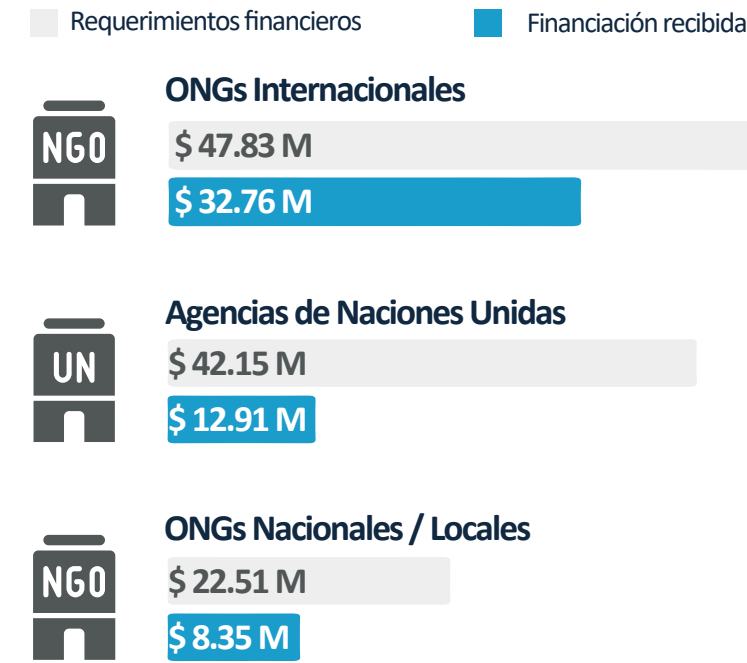 Requerimientos financieros
Financiación recibida
ONGs Internacionales
NGO
$ 47.83 M
$ 32.76 M
Agencias de Naciones Unidas
UN
$ 42.15 M
$ 12.91 M
ONGs Nacionales / Locales
NGO
$ 22.51 M
$ 8.35 M